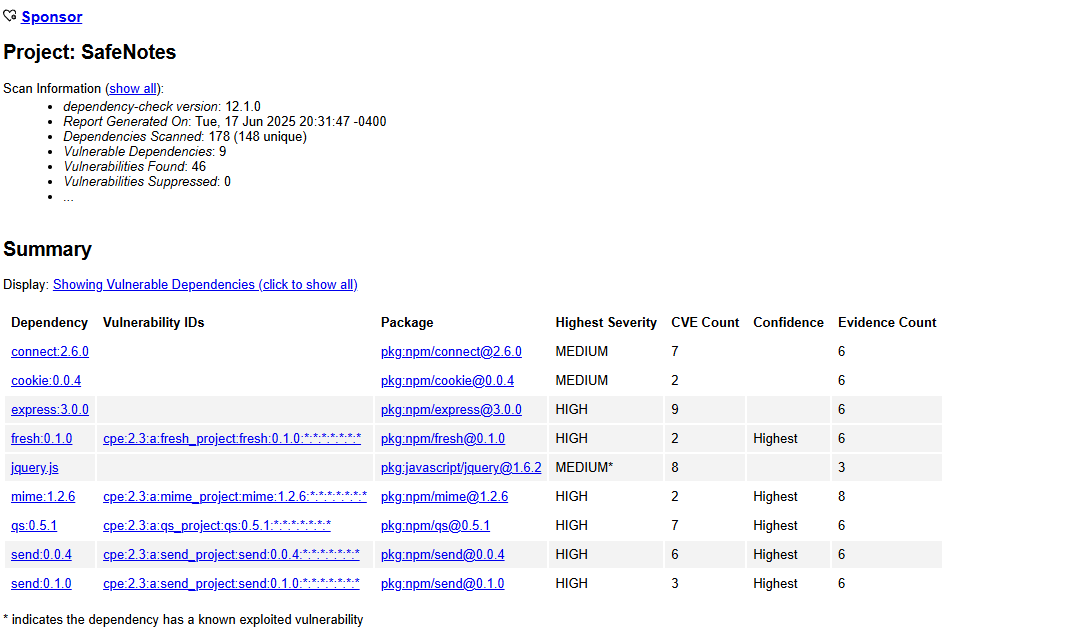 Sponsor
Project: SafeNotes
Scan Information (show all):
• dependency-check version: 12.1.0
• Report Generated On: Tue, 17 Jun 2025 20:31:47 -0400
• Dependencies Scanned: 178 (148 unique)
• Vulnerable Dependencies: 9
• Vulnerabilities Found: 46
• Vulnerabilities Suppressed: 0
• ...
Summary
Display: Showing Vulnerable Dependencies (click to show all)
Dependency Vulnerability IDs Package Highest Severity CVE Count Confidence Evidence Count
connect:2.6.0 pkg:npm/connect@2.6.0 MEDIUM 7 6
cookie:0.0.4 pkg:npm/cookie@0.0.4 MEDIUM 2 6
express:3.0.0 pkg:npm/express@3.0.0 HIGH 9 6
fresh:0.1.0 cpe:2.3:a:fresh_project:fresh:0.1.0:*:*:*:*:*:*:* pkg:npm/fresh@0.1.0 HIGH 2 Highest 6
jquery.js pkg:javascript/jquery@1.6.2 MEDIUM* 8 3
mime:1.2.6 cpe:2.3:a:mime_project:mime:1.2.6:*:*:*:*:*:*:* pkg:npm/mime@1.2.6 HIGH 2 Highest 8
qs:0.5.1 cpe:2.3:a:qs_project:qs:0.5.1:*:*:*:*:*:*:* pkg:npm/qs@0.5.1 HIGH 7 Highest 6
send:0.0.4 cpe:2.3:a:send_project:send:0.0.4:*:*:*:*:*:*:* pkg:npm/send@0.0.4 HIGH 6 Highest 6
send:0.1.0 cpe:2.3:a:send_project:send:0.1.0:*:*:*:*:*:*:* pkg:npm/send@0.1.0 HIGH 3 Highest 6
* indicates the dependency has a known exploited vulnerability